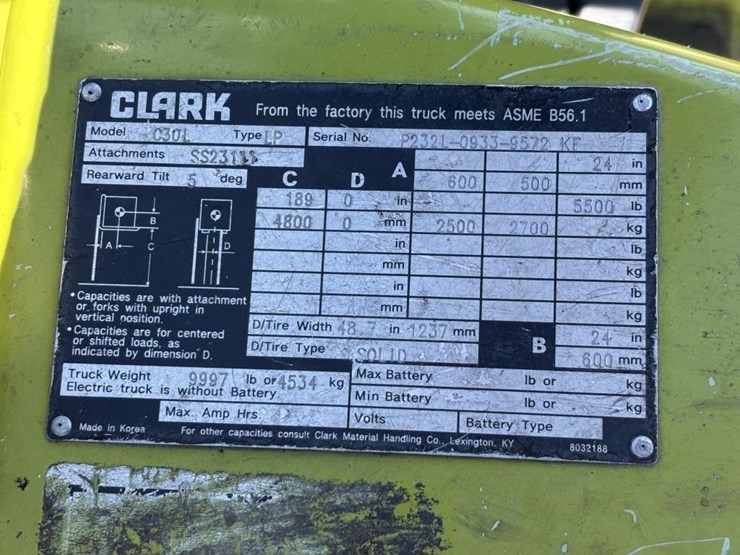 CLARK From the factory this truck meets ASME B56.1
Model C30L Type LP Serial No. P232L-0933-9572 KF
Attachments SS23111 A 24 in
Rearward Tilt 5 deg C D 600 500 mm
189 0 in 5500 lb
4800 0 mm 2500 2700 kg
in lb
mm kg
in lb
mm kg
A B C D
•Capacities are with attachment
or forks with upright in
vertical position.
•Capacities are for centered
or shifted loads, as
indicated by dimension D.
D/Tire Width 48.7 in 1237 mm B 24 in
D/Tire Type SOLID 600 mm
Truck Weight 9997 lb or 4534 kg Max Battery lb or kg
Electric truck is without Battery. Min Battery lb or kg
Max. Amp Hrs. Volts Battery Type
Made in Korea For other capacities consult Clark Material Handling Co., Lexington, KY 8032188